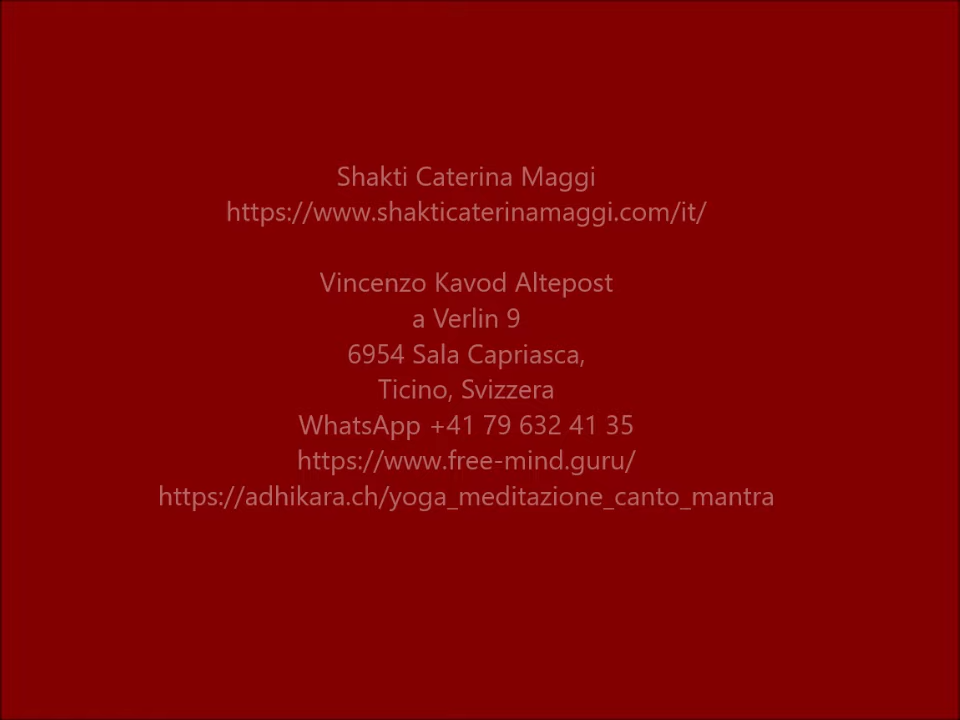 Shakti Caterina Maggi
https://www.shakticaterinamaggi.com/it/
Vincenzo Kavod Altepost
a Verlin 9
6954 Sala Capriasca,
Ticino, Svizzera
WhatsApp +41 79 632 41 35
https://www.free-mind.guru/
https://adhikara.ch/yoga_meditazione_canto_mantra